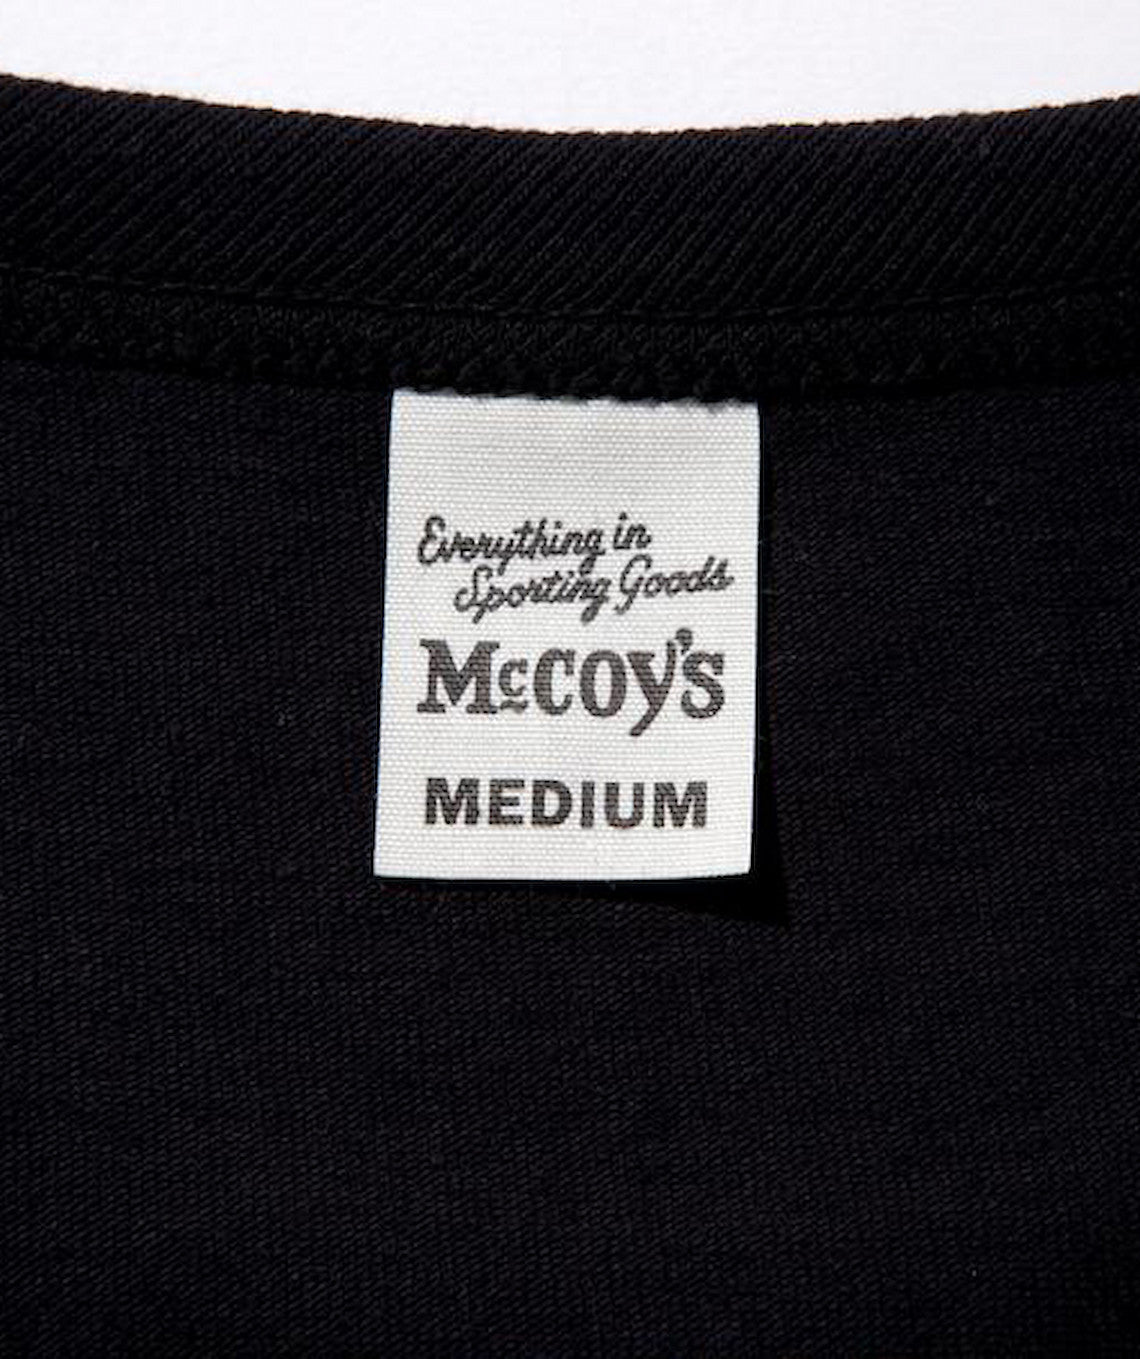 Everything in
Sporting Goods
McCoy's
MEDIUM